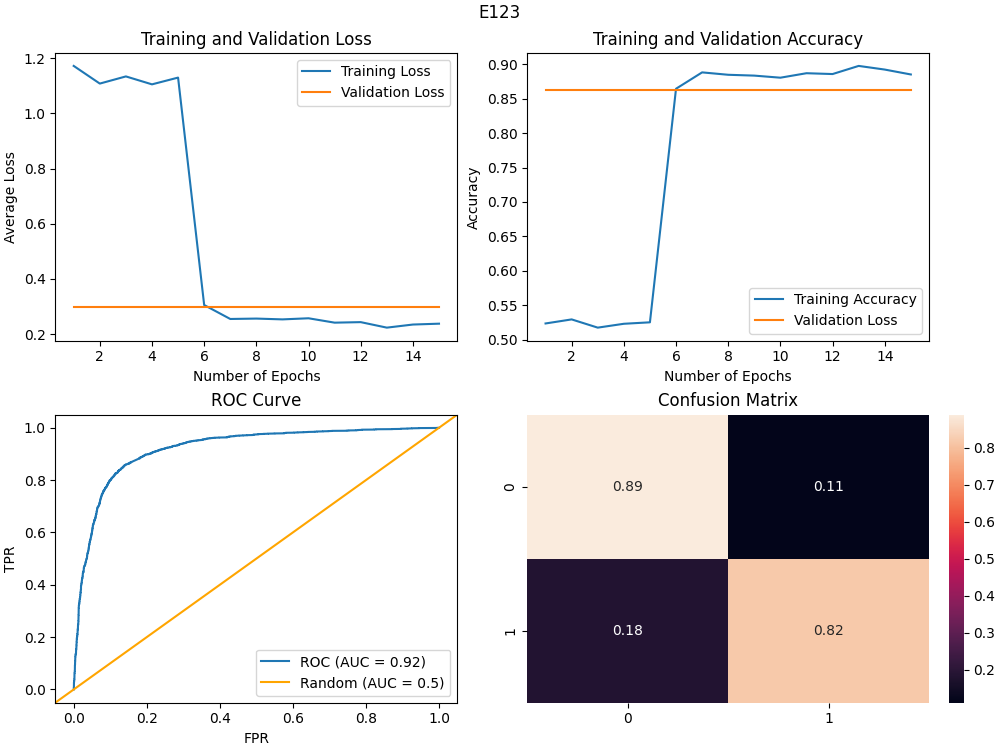 E123
Training and Validation Loss
Training and Validation Accuracy
1.2
1.0
0.8
0.6
0.4
0.2
Average Loss
Training Loss
Validation Loss
2 4 6 8 10 12 14
Number of Epochs
0.90
0.85
0.80
0.75
0.70
0.65
0.60
0.55
0.50
Accuracy
Training Accuracy
Validation Loss
2 4 6 8 10 12 14
Number of Epochs
ROC Curve
1.0
0.8
0.6
0.4
0.2
0.0
TPR
ROC (AUC = 0.92)
Random (AUC = 0.5)
0.0 0.2 0.4 0.6 0.8 1.0
FPR
Confusion Matrix
0
0.89 0.11
1
0.18 0.82
0 1
0.8
0.7
0.6
0.5
0.4
0.3
0.2